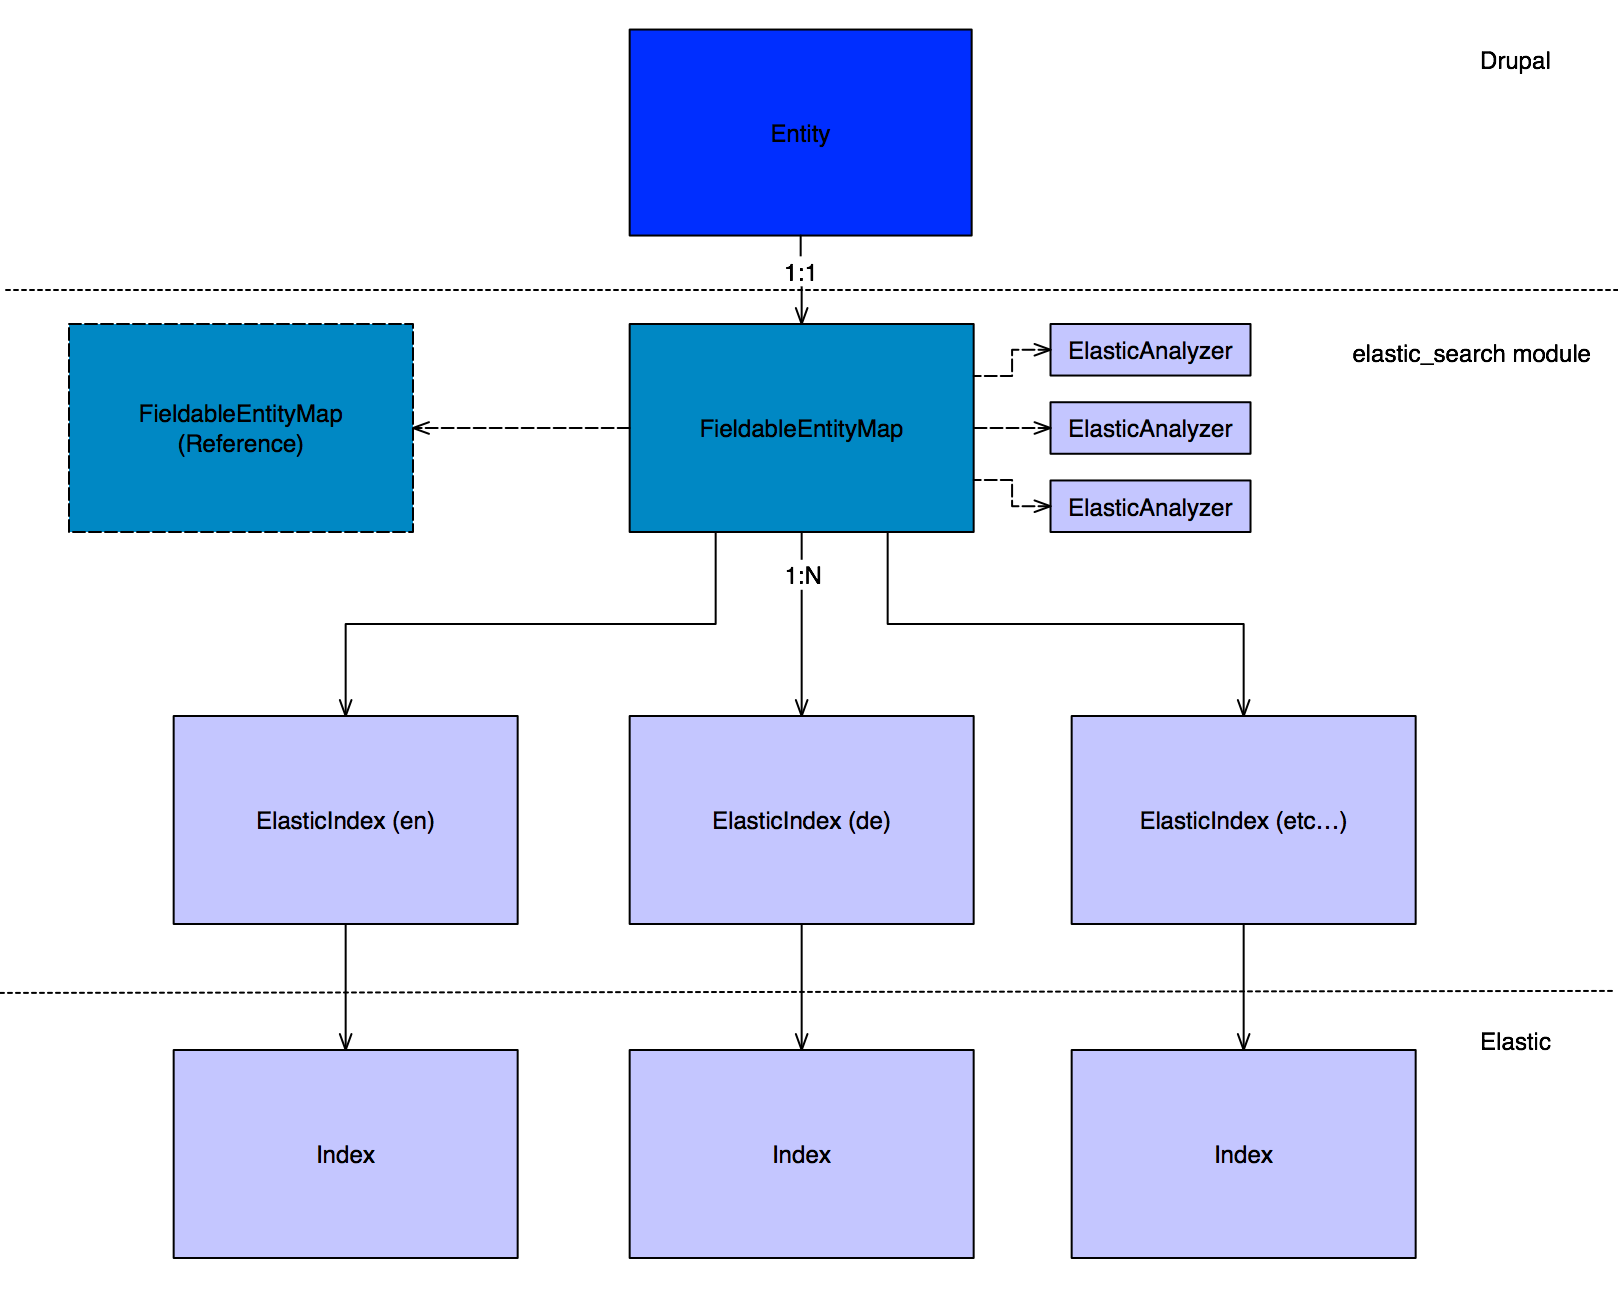 Drupal
Entity
1:1
elastic_search module
FieldableEntityMap
(Reference)
FieldableEntityMap
ElasticAnalyzer
ElasticAnalyzer
ElasticAnalyzer
1:N
ElasticIndex (en)
ElasticIndex (de)
ElasticIndex (etc...)
Elastic
Index
Index
Index